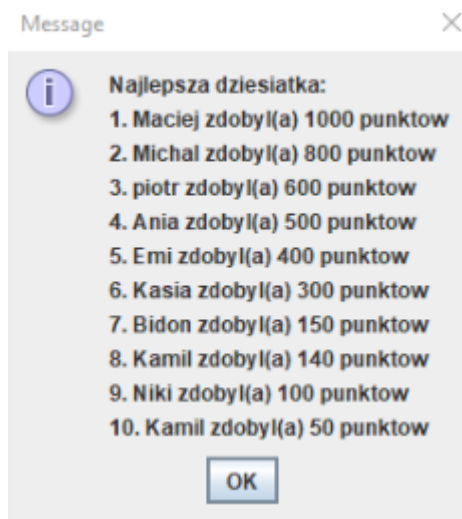 Message
Najlepsza dziesiatka:
1. Maciej zdobyl(a) 1000 punktow
2. Michal zdobyl(a) 800 punktow
3. piotr zdobyl(a) 600 punktow
4. Ania zdobyl(a) 500 punktow
5. Emi zdobyl(a) 400 punktow
6. Kasia zdobyl(a) 300 punktow
7. Bidon zdobyl(a) 150 punktow
8. Kamil zdobyl(a) 140 punktow
9. Niki zdobyl(a) 100 punktow
10. Kamil zdobyl(a) 50 punktow
OK